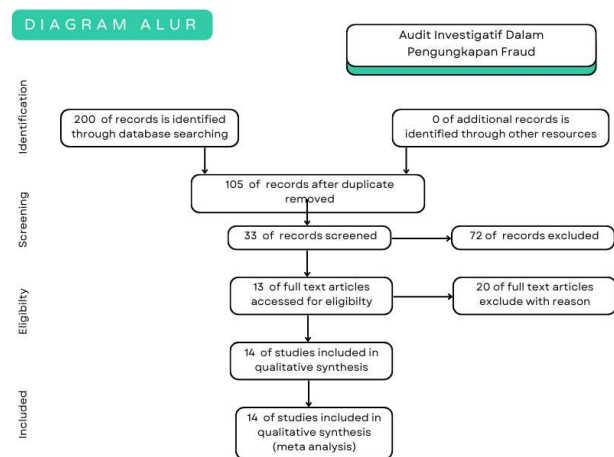 DIAGRAM ALUR
Audit Investigatif Dalam
Pengungkapan Fraud
Identification
200 of records is identified
through database searching
0 of additional records is
identified through other resources
105 of records after duplicate
removed
Screening
33 of records screened
72 of records excluded
Eligibilty
13 of full text articles
accessed for eligibilty
20 of full text articles
exclude with reason
14 of studies included in
qualitative synthesis
Included
14 of studies included in
qualitative synthesis
(meta analysis)